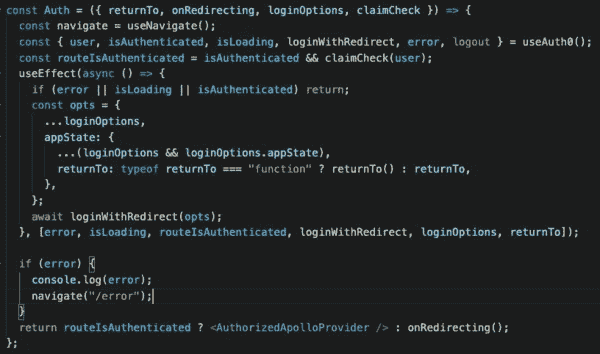 const Auth = ({ returnTo, onRedirecting, loginOptions, claimCheck }) => {
const navigate = useNavigate();
const { user, isAuthenticated, isLoading, loginWithRedirect, error, logout } = useAuth0();
const routeIsAuthenticated = isAuthenticated && claimCheck(user);
useEffect(async () => {
if (error || isLoading || isAuthenticated) return;
const opts = {
...loginOptions,
appState: {
...(loginOptions && loginOptions.appState),
returnTo: typeof returnTo === "function" ? returnTo() : returnTo,
},
};
await loginWithRedirect(opts);
}, [error, isLoading, routeIsAuthenticated, loginWithRedirect, loginOptions, returnTo]);
if (error) {
console.log(error);
navigate("/error");
}
return routeIsAuthenticated ? <AuthorizedApolloProvider /> : onRedirecting();
};